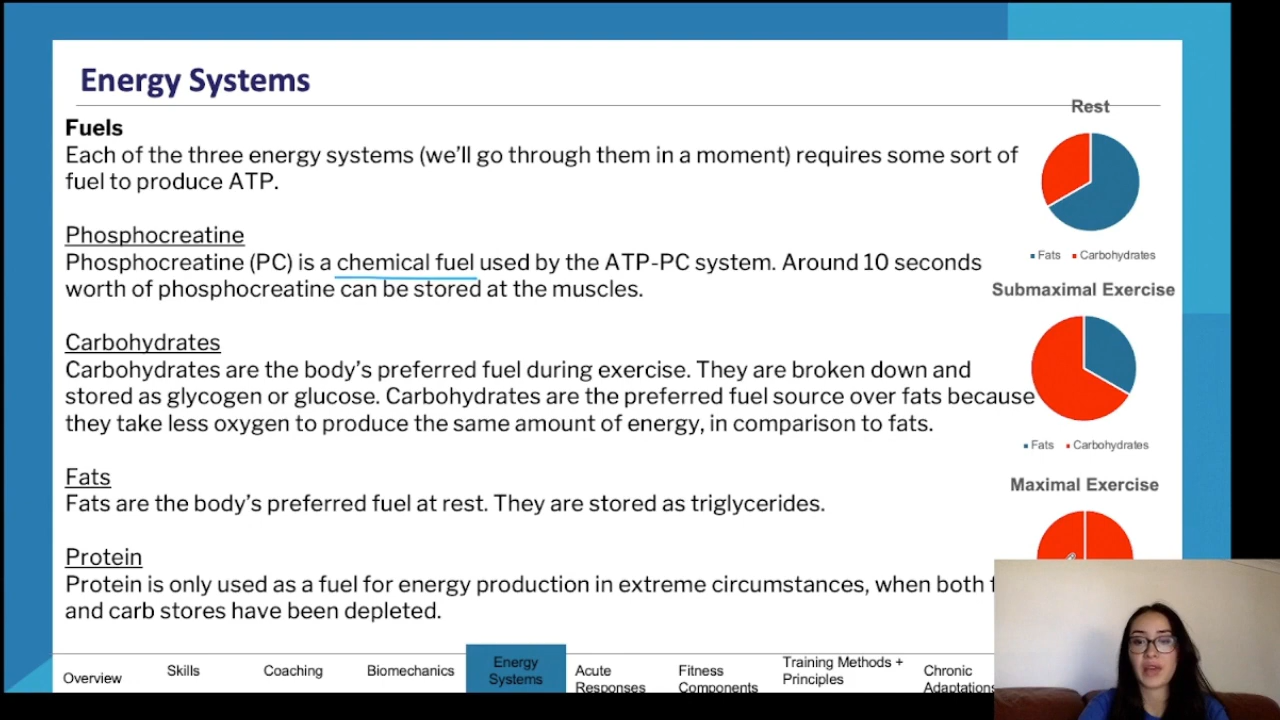 Energy Systems
Fuels
Each of the three energy systems (we'll go through them in a moment) requires some sort of
fuel to produce ATP.
Phosphocreatine
Phosphocreatine (PC) is a chemical fuel used by the ATP-PC system. Around 10 seconds
worth of phosphocreatine can be stored at the muscles.
Carbohydrates
Carbohydrates are the body's preferred fuel during exercise. They are broken down and
stored as glycogen or glucose. Carbohydrates are the preferred fuel source over fats because
they take less oxygen to produce the same amount of energy, in comparison to fats.
Fats
Fats are the body's preferred fuel at rest. They are stored as triglycerides.
Protein
Protein is only used as a fuel for energy production in extreme circumstances, when both
and carb stores have been depleted.
Rest
Fats Carbohydrates
Submaximal Exercise
Fats Carbohydrates
Maximal Exercise
Overview
Skills
Coaching
Biomechanics
Energy
Systems
Acute
Responses
Fitness
Components
Training Methods +
Principles
Chronic
Adaptations